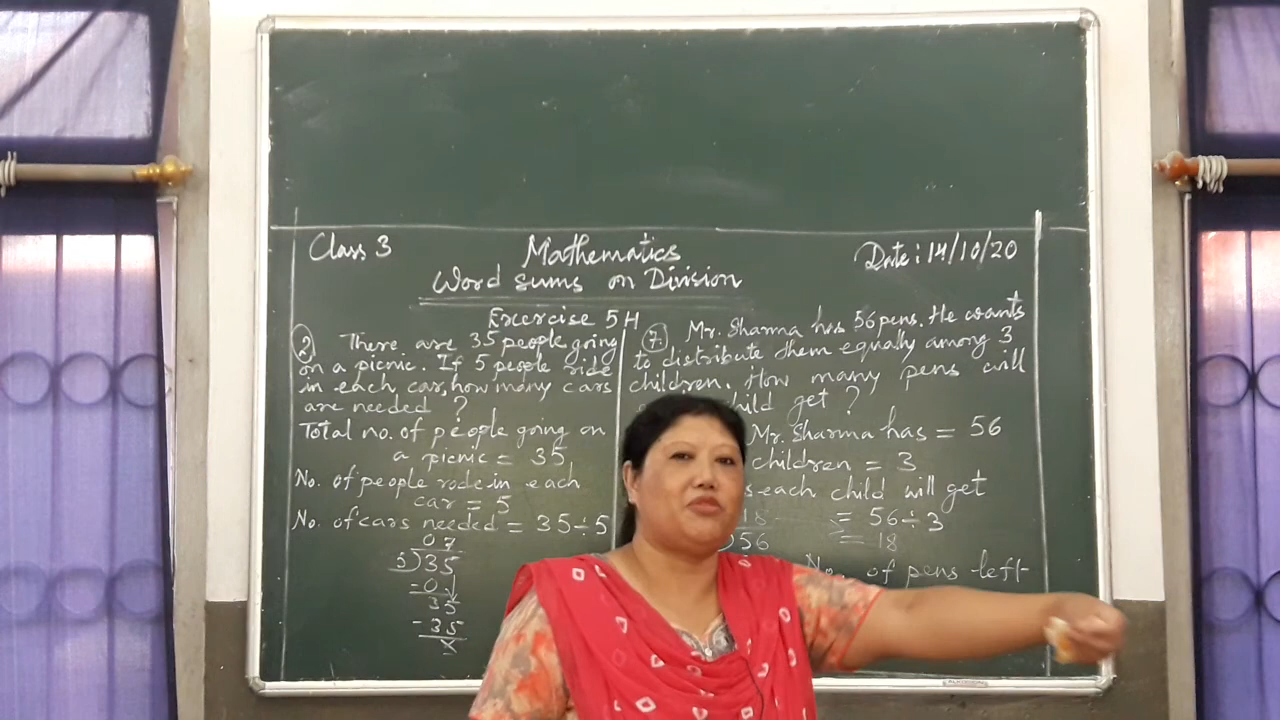 Class 3
Mathematics
Date: 14/10/20
Word sums on Division
Exercise 5H
2) There are 35 people going
on a picnic. If 5 people ride
in each car, how many cars
are needed ?
Total no. of people going on
a picnic = 35
No. of people rode in each
car = 5
No. of cars needed = 35÷5
07
5)35
-0↓
35
-35
x
7. Mr. Sharma has 56 pens. He wants
to distribute them equally among 3
children. How many pens will
child get ?
Mr. Sharma has = 56
children = 3
each child will get
18 = 56÷3
56 = 18
No. of pens left